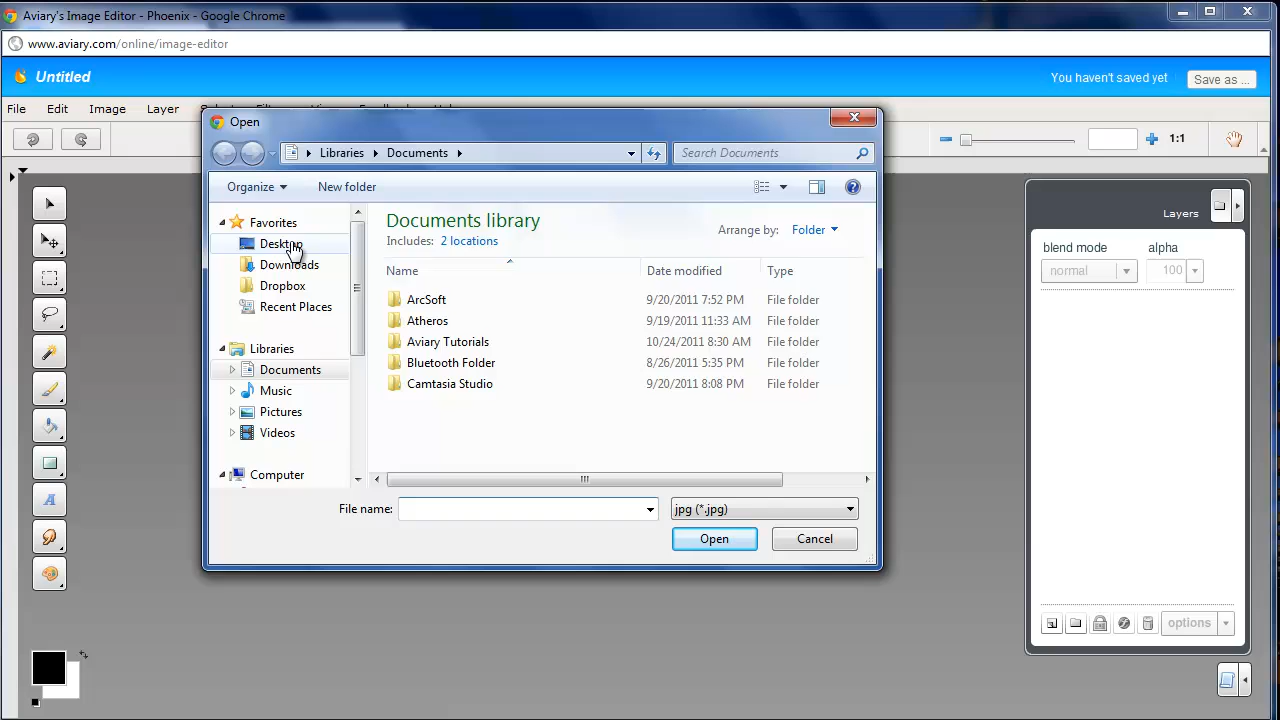 Aviary's Image Editor - Phoenix - Google Chrome
www.aviary.com/online/image-editor
Untitled
You haven't saved yet
Save as ...
File Edit Image Layer
1:1
Open
Libraries Documents
Search Documents
Organize New folder
Favorites
Desktop
Downloads
Dropbox
Recent Places
Libraries
Documents
Music
Pictures
Videos
Computer
Documents library
Includes: 2 locations
Arrange by: Folder
Name Date modified Type
ArcSoft 9/20/2011 7:52 PM File folder
Atheros 9/19/2011 11:33 AM File folder
Aviary Tutorials 10/24/2011 8:30 AM File folder
Bluetooth Folder 8/26/2011 5:35 PM File folder
Camtasia Studio 9/20/2011 8:08 PM File folder
File name:
jpg (*.jpg)
Open Cancel
Layers
blend mode alpha
normal 100
options
A